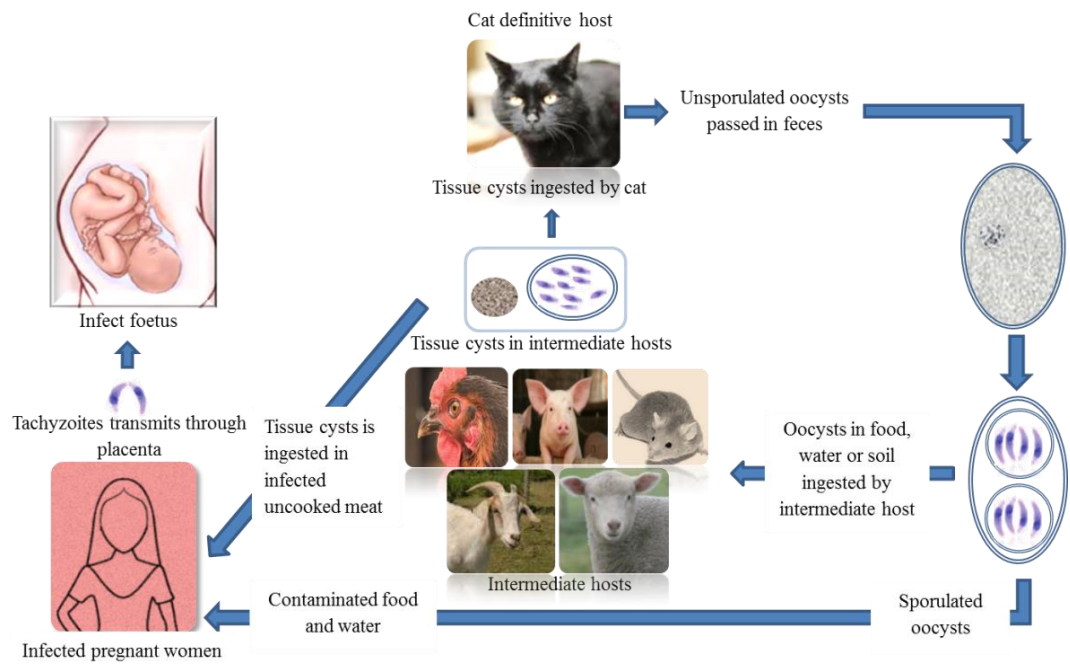 Cat definitive host
Unsporulated oocysts
passed in feces
Tissue cysts ingested by cat
Infect foetus
Tissue cysts in intermediate hosts
Tachyzoites transmits through
placenta
Tissue cysts is
ingested in
infected
uncooked meat
Oocysts in food,
water or soil
ingested by
intermediate host
Intermediate hosts
Contaminated food
and water
Sporulated
oocysts
Infected pregnant women